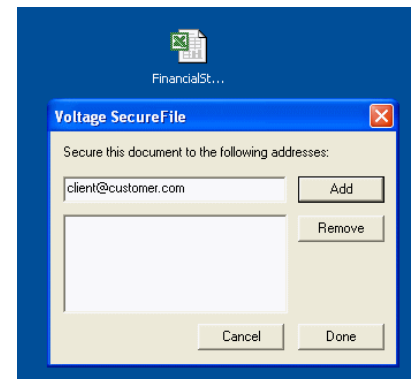 FinancialSt...
Voltage SecureFile
Secure this document to the following addresses:
client@customer.com
Add
Remove
Cancel
Done